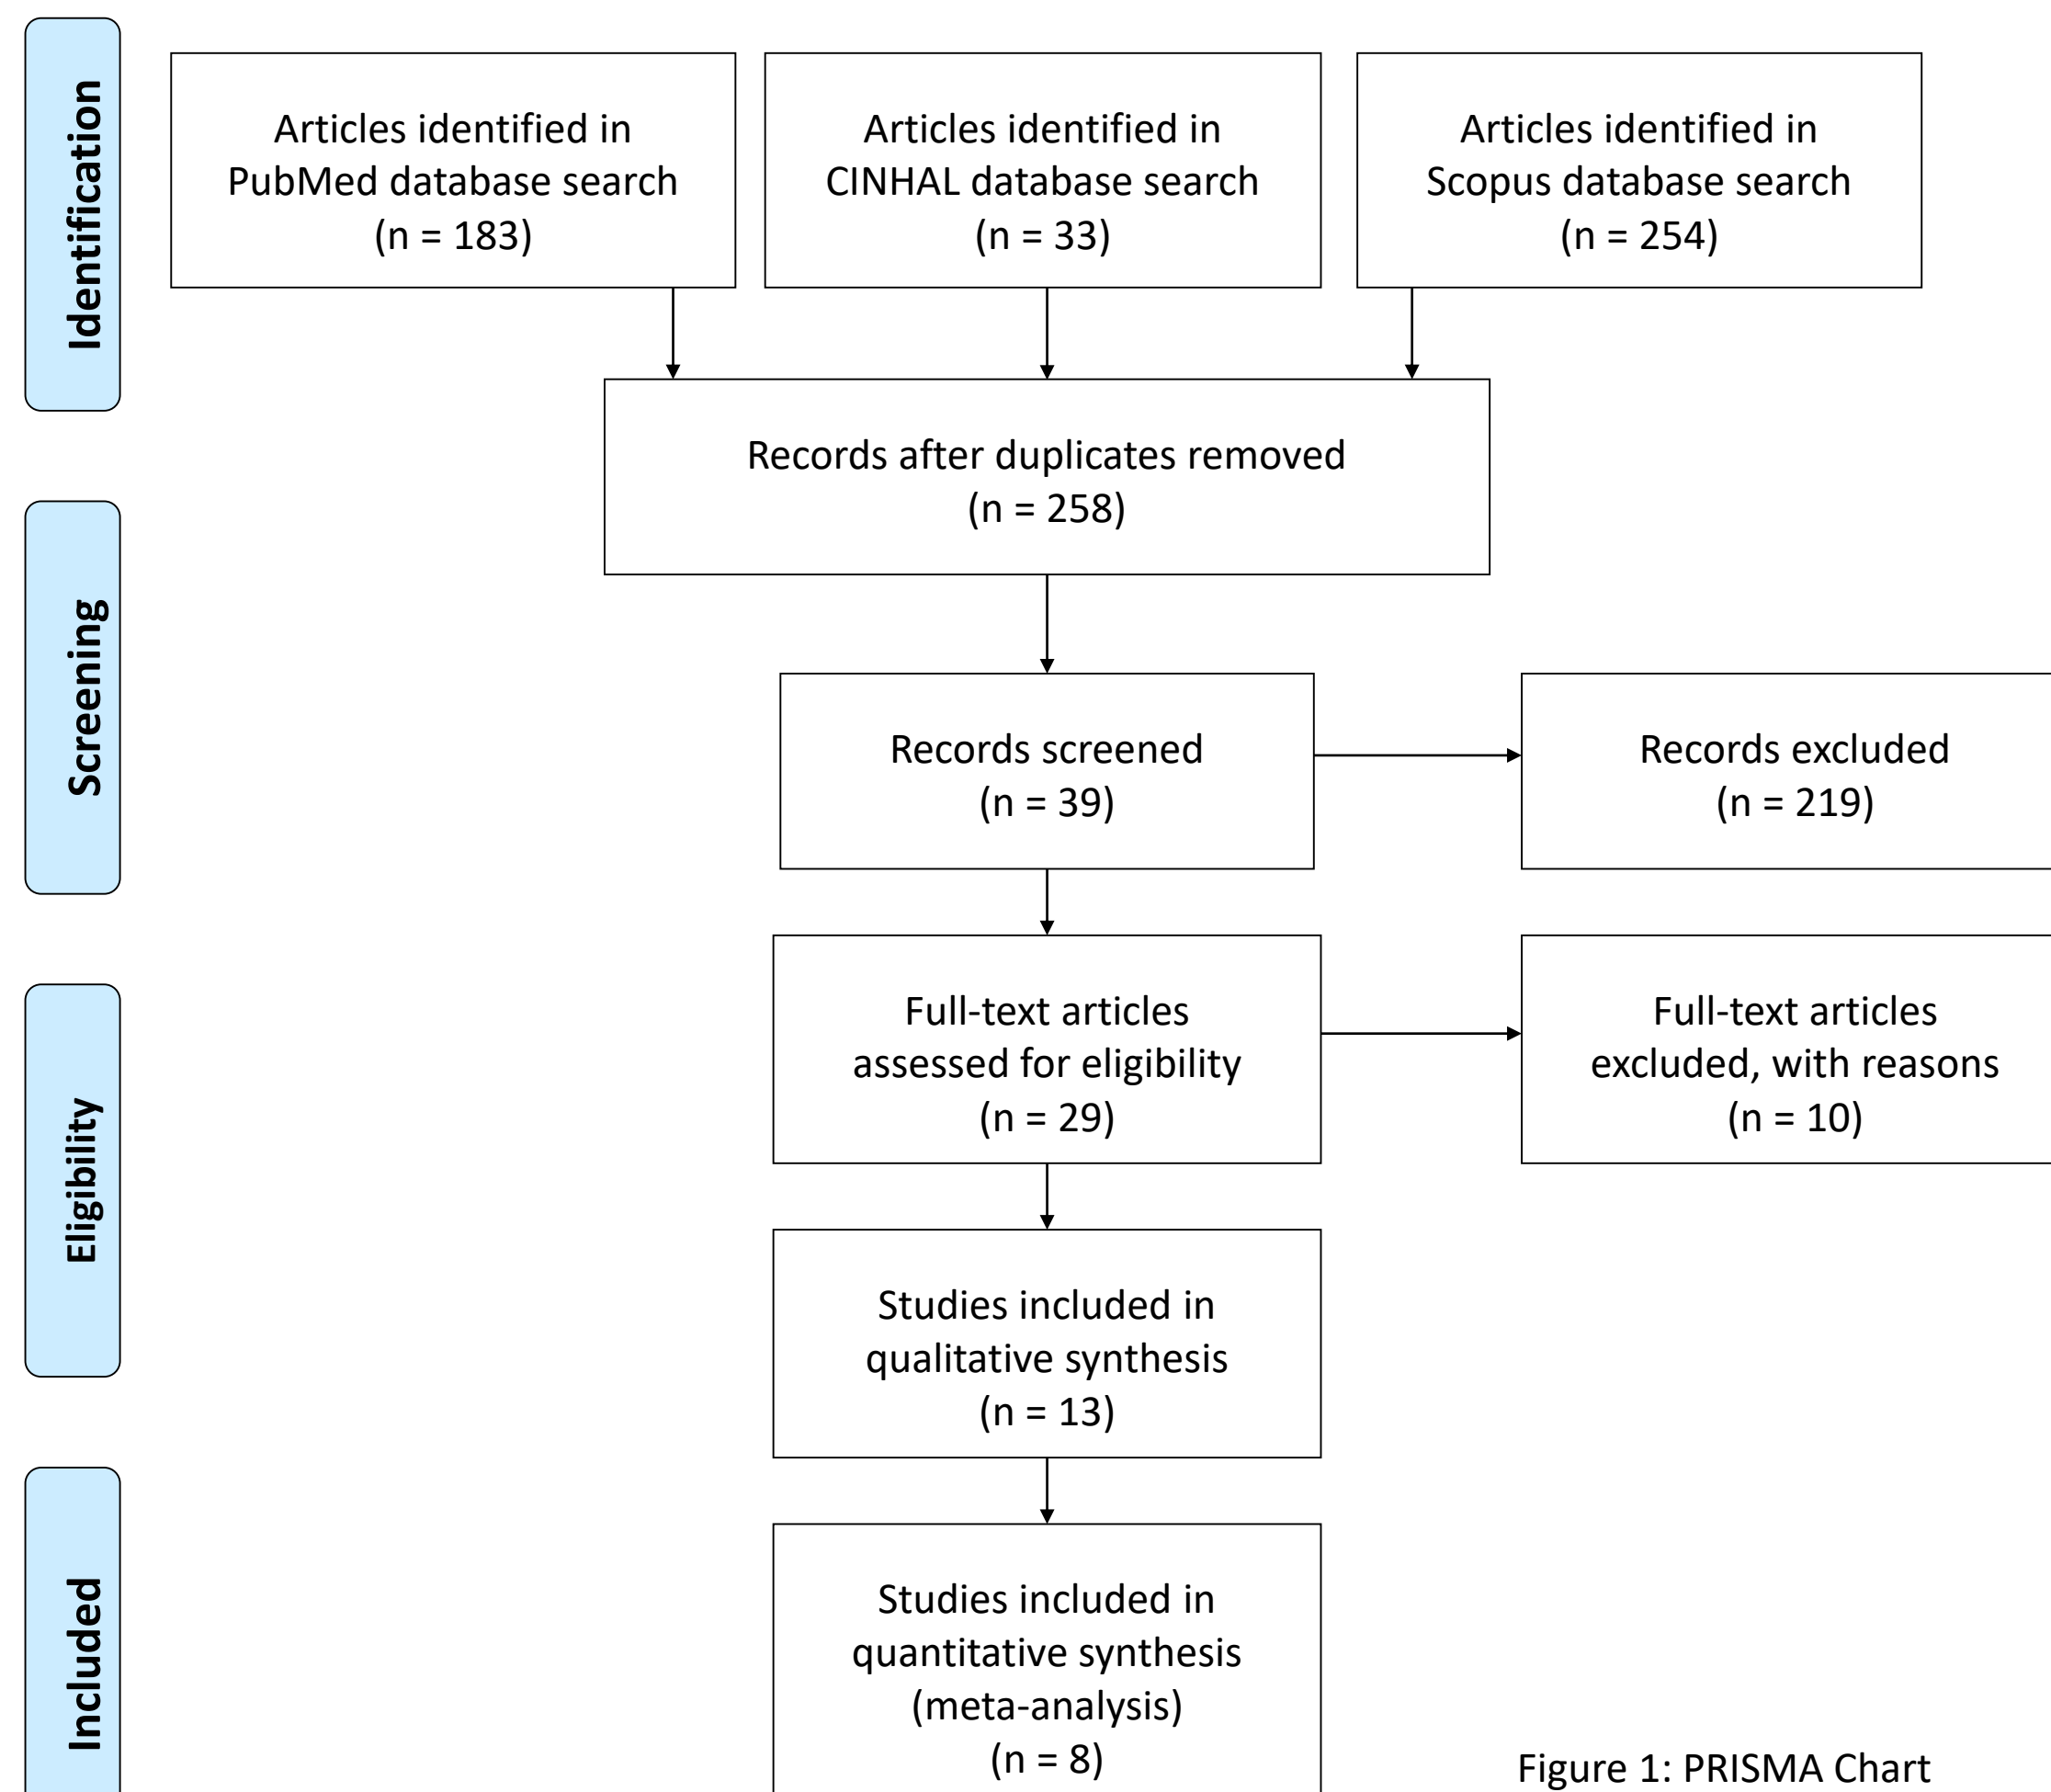 Identification
Articles identified in
PubMed database search
(n = 183)
Articles identified in
CINHAL database search
(n = 33)
Articles identified in
Scopus database search
(n = 254)
Records after duplicates removed
(n = 258)
Screening
Records screened
(n = 39)
Records excluded
(n = 219)
Eligibility
Full-text articles
assessed for eligibility
(n = 29)
Full-text articles
excluded, with reasons
(n = 10)
Studies included in
qualitative synthesis
(n = 13)
Included
Studies included in
quantitative synthesis
(meta-analysis)
(n = 8)
Figure 1: PRISMA Chart